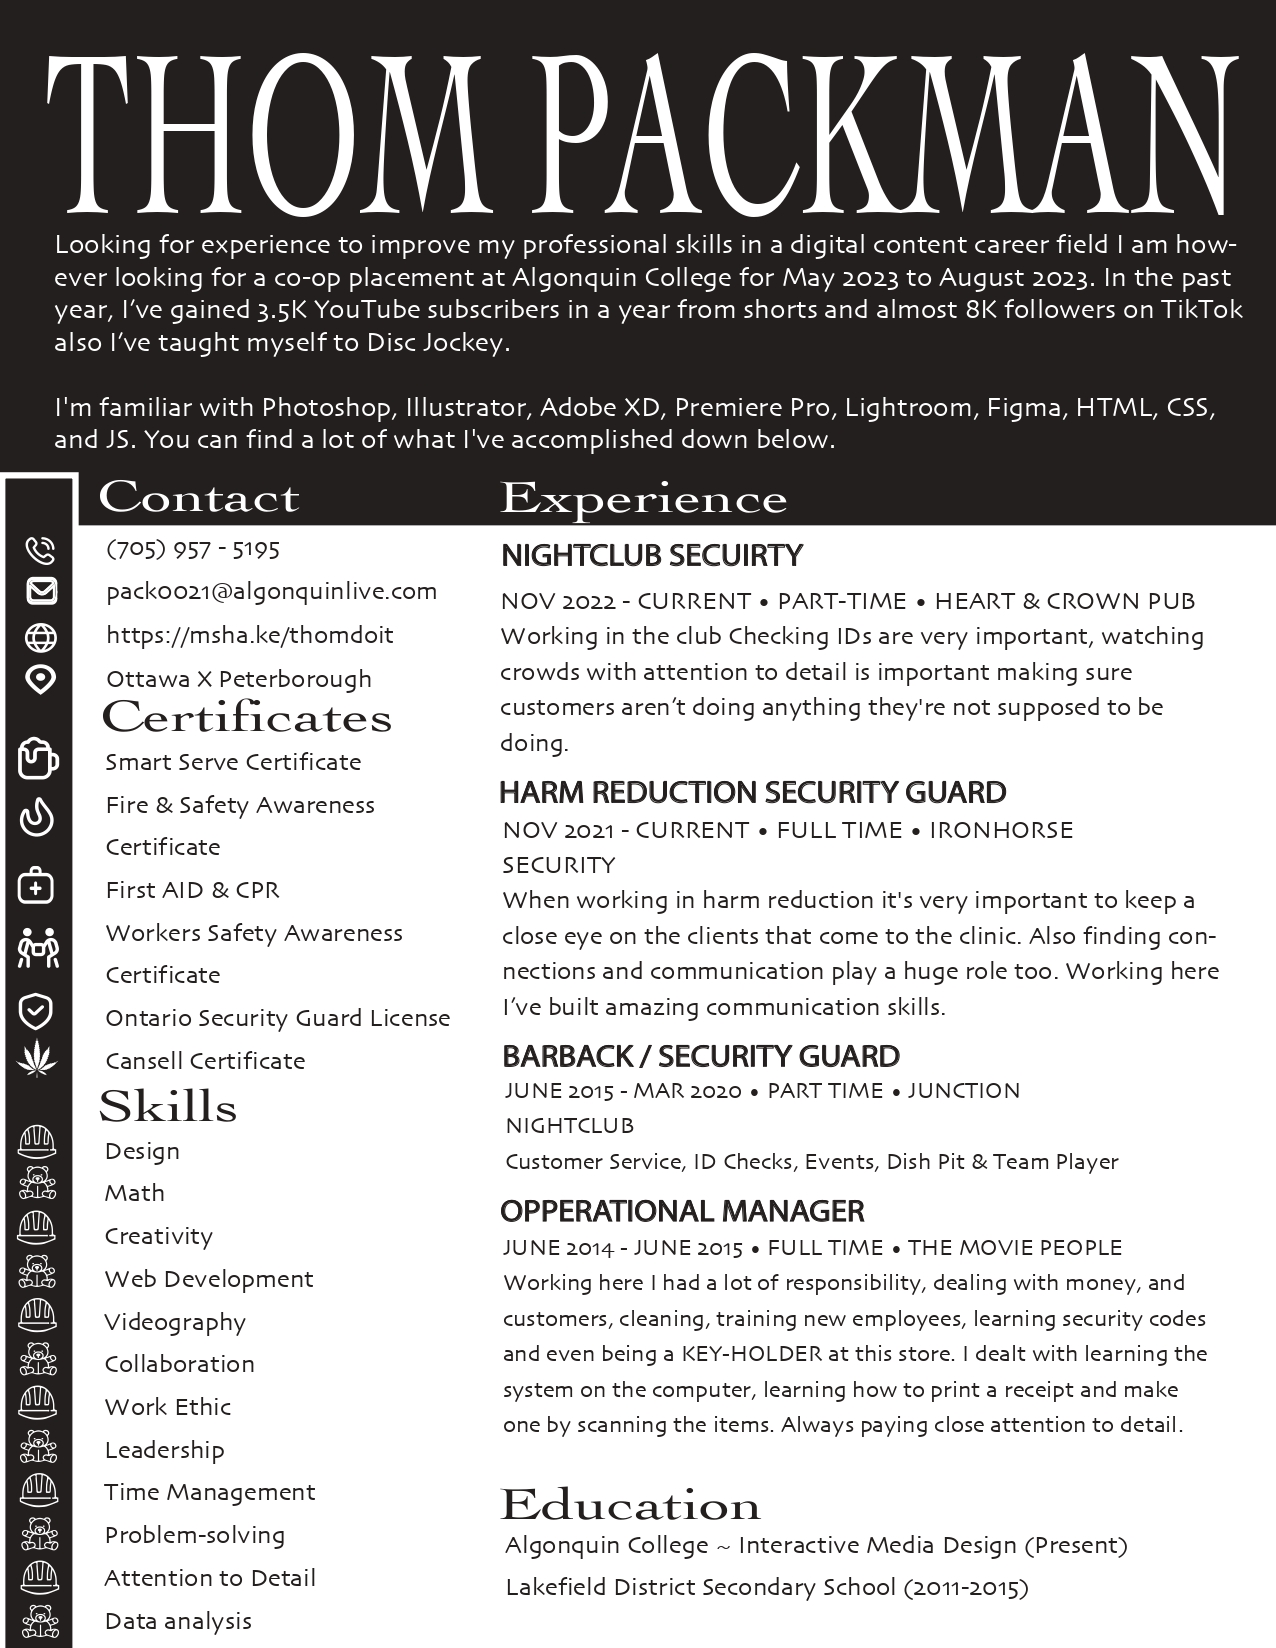 THOM PACKMAN
Looking for experience to improve my professional skills in a digital content career field I am how-
ever looking for a co-op placement at Algonquin College for May 2023 to August 2023. In the past
year, I’ve gained 3.5K YouTube subscribers in a year from shorts and almost 8K followers on TikTok
also I’ve taught myself to Disc Jockey.
I'm familiar with Photoshop, Illustrator, Adobe XD, Premiere Pro, Lightroom, Figma, HTML, CSS,
and JS. You can find a lot of what I've accomplished down below.
Contact
(705) 957 - 5195
pack0021@algonquinlive.com
https://msha.ke/thomdoit
Ottawa X Peterborough
Certificates
Smart Serve Certificate
Fire & Safety Awareness
Certificate
First AID & CPR
Workers Safety Awareness
Certificate
Ontario Security Guard License
Cansell Certificate
Skills
Design
Math
Creativity
Web Development
Videography
Collaboration
Work Ethic
Leadership
Time Management
Problem-solving
Attention to Detail
Data analysis
Experience
NIGHTCLUB SECUIRTY
NOV 2022 - CURRENT • PART-TIME • HEART & CROWN PUB
Working in the club Checking IDs are very important, watching
crowds with attention to detail is important making sure
customers aren’t doing anything they're not supposed to be
doing.
HARM REDUCTION SECURITY GUARD
NOV 2021 - CURRENT • FULL TIME • IRONHORSE
SECURITY
When working in harm reduction it's very important to keep a
close eye on the clients that come to the clinic. Also finding con-
nections and communication play a huge role too. Working here
I’ve built amazing communication skills.
BARBACK / SECURITY GUARD
JUNE 2015 - MAR 2020 • PART TIME • JUNCTION
NIGHTCLUB
Customer Service, ID Checks, Events, Dish Pit & Team Player
OPPERATIONAL MANAGER
JUNE 2014 - JUNE 2015 • FULL TIME • THE MOVIE PEOPLE
Working here I had a lot of responsibility, dealing with money, and
customers, cleaning, training new employees, learning security codes
and even being a KEY-HOLDER at this store. I dealt with learning the
system on the computer, learning how to print a receipt and make
one by scanning the items. Always paying close attention to detail.
Education
Algonquin College ~ Interactive Media Design (Present)
Lakefield District Secondary School (2011-2015)